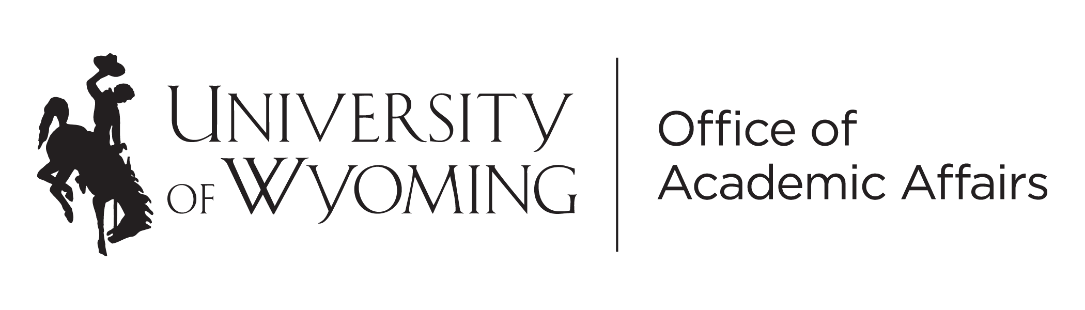 UNIVERSITY
OF WYOMING
Office of
Academic Affairs